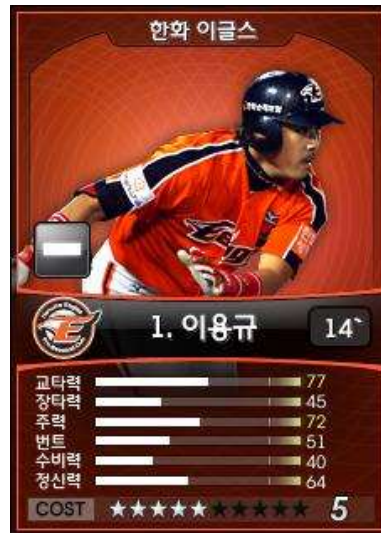 한화 이글스
1. 이용규
14`
교타력 77
장타력 45
주력 72
번트 51
수비력 40
정신력 64
COST 5